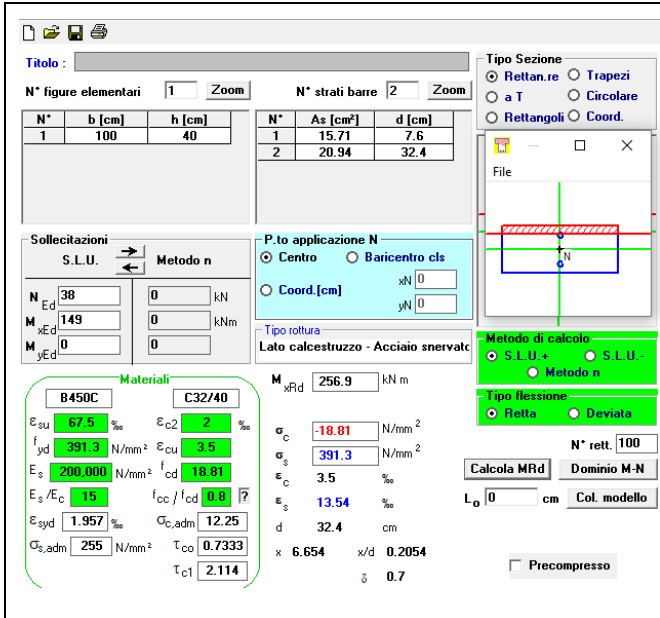 Titolo :
N° figure elementari 1 Zoom
N° strati barre 2 Zoom
N° b [cm] h [cm]
1 100 40
N° As [cm²] d [cm]
1 15.71 7.6
2 20.94 32.4
Tipo Sezione
Rettan.re Trapezi
a T Circolare
Rettangoli Coord.
File
N
Sollecitazioni
S.L.U. Metodo n
N Ed 38 0 kN
M xEd 149 0 kNm
M yEd 0 0
P.to applicazione N
Centro Baricentro cls
Coord.[cm] xN 0
yN 0
Tipo rottura
Lato calcestruzzo - Acciaio snervatc
Metodo di calcolo
S.L.U.+ S.L.U.-
Metodo n
Tipo flessione
Retta Deviata
N° rett. 100
Calcola MRd Dominio M-N
L₀ 0 cm Col. modello
Precompresso
Materiali
B450C C32/40
εsu 67.5 ‰ εc2 2 ‰
fyd 391.3 N/mm² εcu 3.5
Es 200,000 N/mm² fcd 18.81
Es/Ec 15 fcc / fcd 0.8 ?
εsyd 1.957 ‰ σc,adm 12.25
σs,adm 255 N/mm² τco 0.7333
τc1 2.114
M xRd 256.9 kN m
σc -18.81 N/mm²
σs 391.3 N/mm²
εc 3.5 ‰
εs 13.54 ‰
d 32.4 cm
x 6.654 x/d 0.2054
δ 0.7